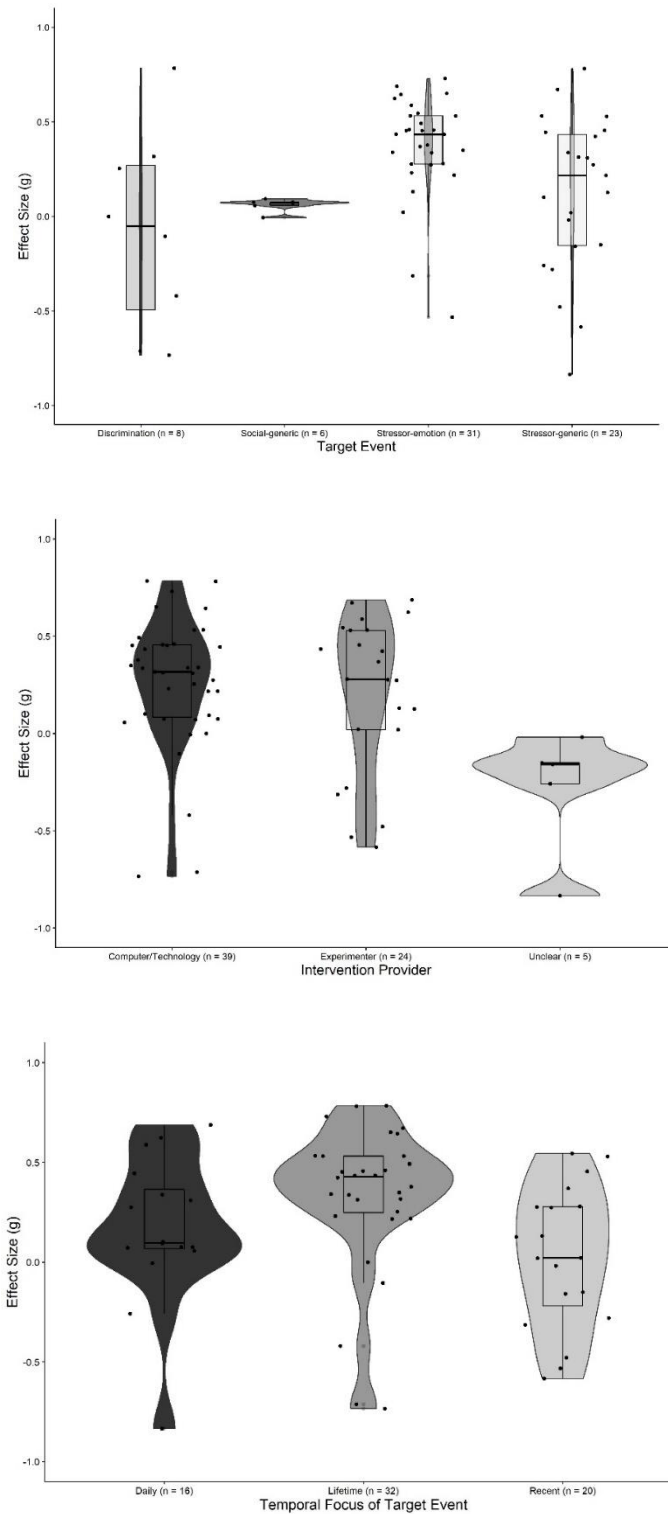 1.0
0.5
0.0
-0.5
-1.0
Effect Size (g)
Discrimination (n = 8) Social-generic (n = 6) Stressor-emotion (n = 31) Stressor-generic (n = 23)
Target Event
1.0
0.5
0.0
-0.5
-1.0
Effect Size (g)
Computer/Technology (n = 39) Experimenter (n = 24) Unclear (n = 5)
Intervention Provider
1.0
0.5
0.0
-0.5
-1.0
Effect Size (g)
Daily (n = 16) Lifetime (n = 32) Recent (n = 20)
Temporal Focus of Target Event